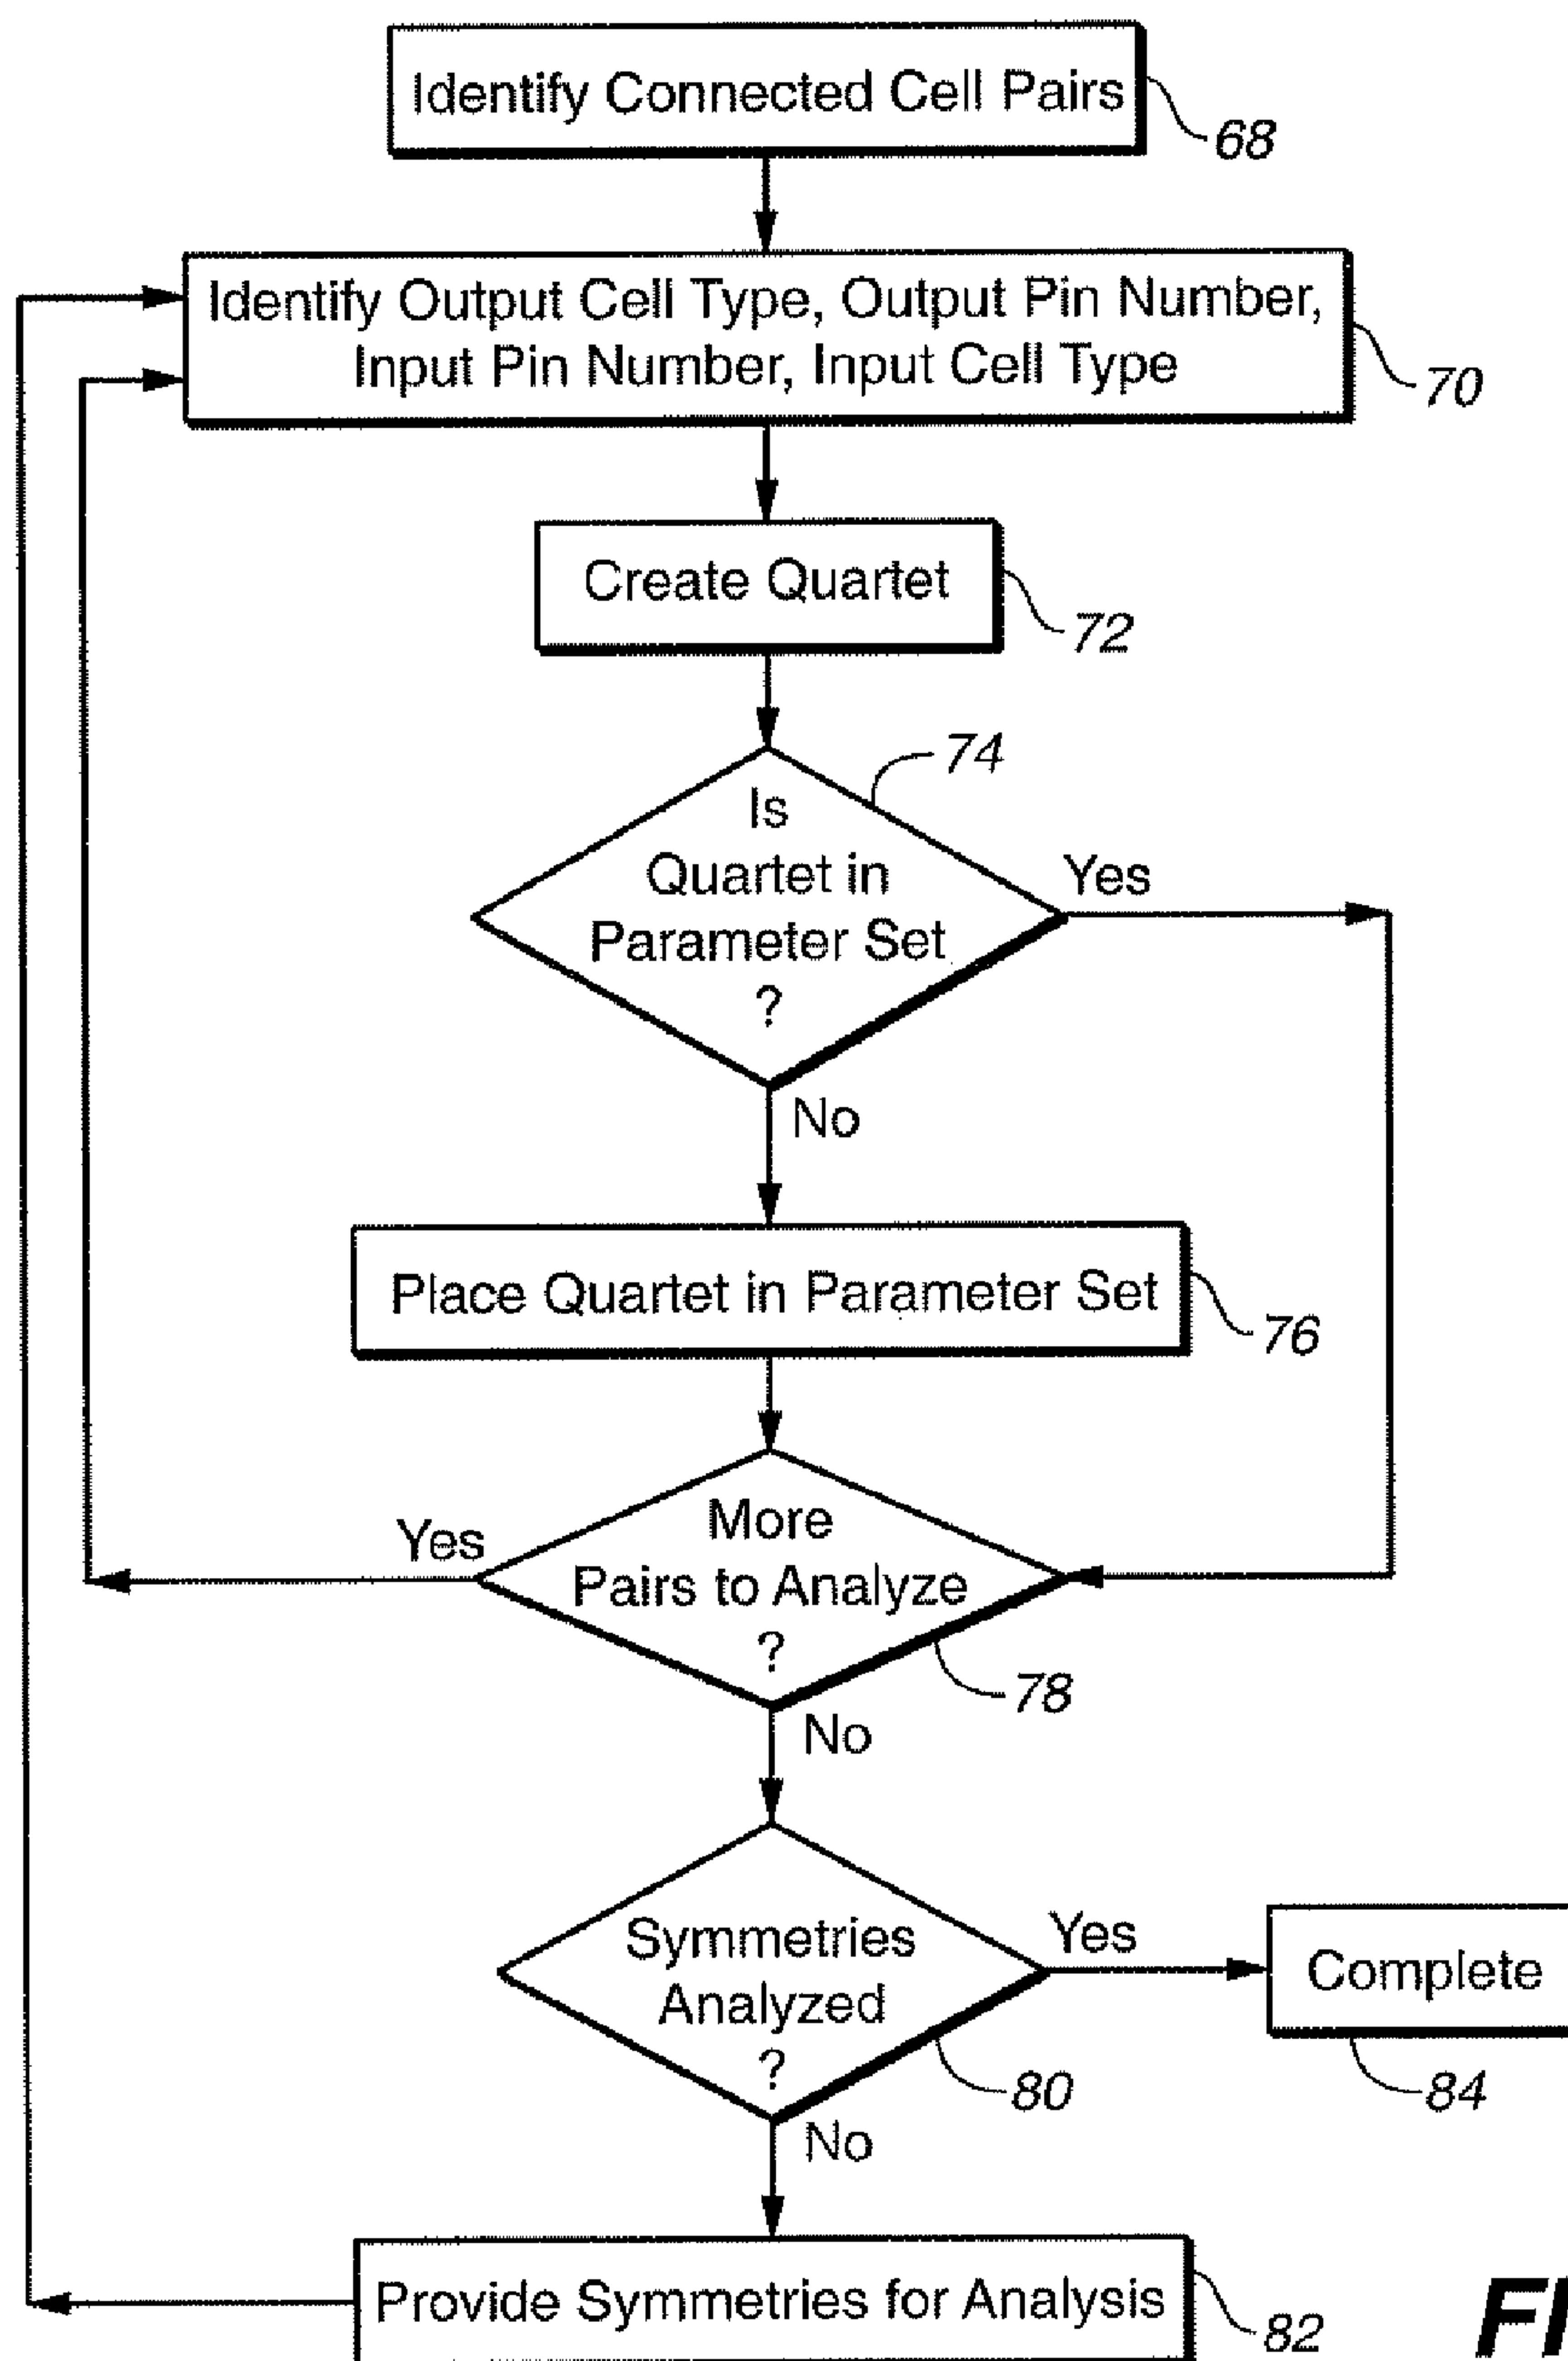 Identify Connected Cell Pairs
68
Identify Output Cell Type, Output Pin Number,
Input Pin Number, Input Cell Type
70
Create Quartet
72
74
Is
Quartet in
Parameter Set
?
Yes
No
Place Quartet in Parameter Set
76
More
Pairs to Analyze
?
Yes
78
No
Symmetries
Analyzed
?
Yes
Complete
80
84
No
Provide Symmetries for Analysis
82